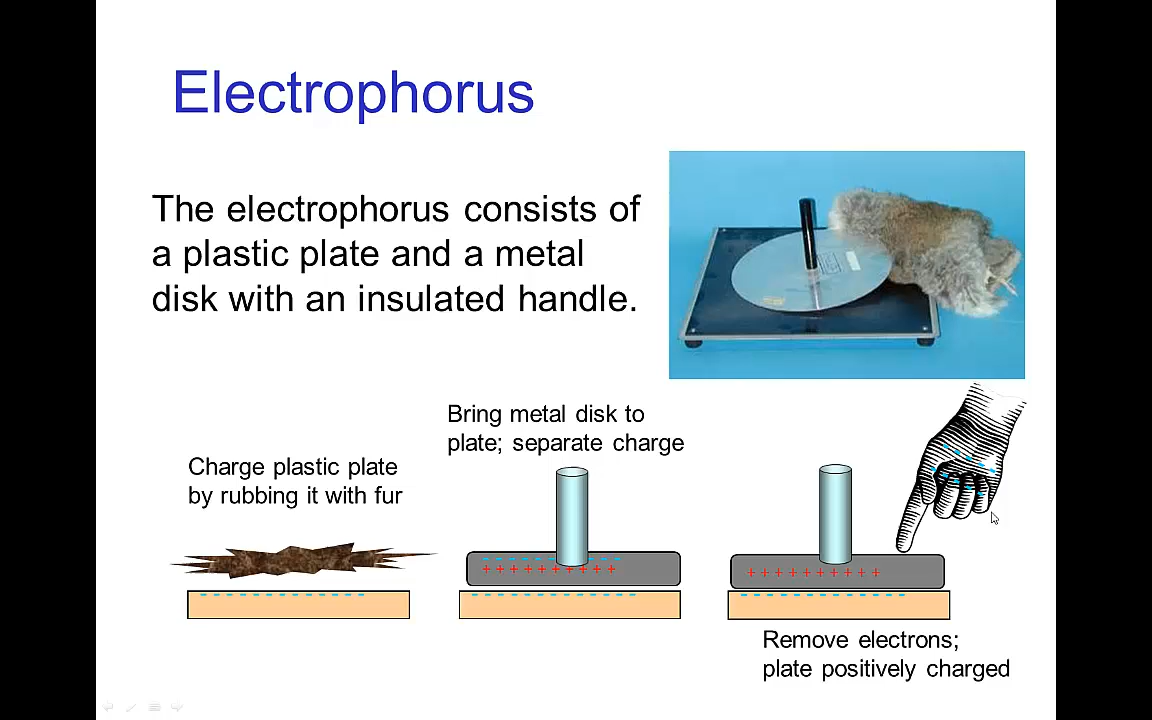 Electrophorus
The electrophorus consists of
a plastic plate and a metal
disk with an insulated handle.
Bring metal disk to
plate; separate charge
Charge plastic plate
by rubbing it with fur
- - - - - - - - - -
+ + + + + + + + + +
+ + + + + + + + + +
Remove electrons;
plate positively charged